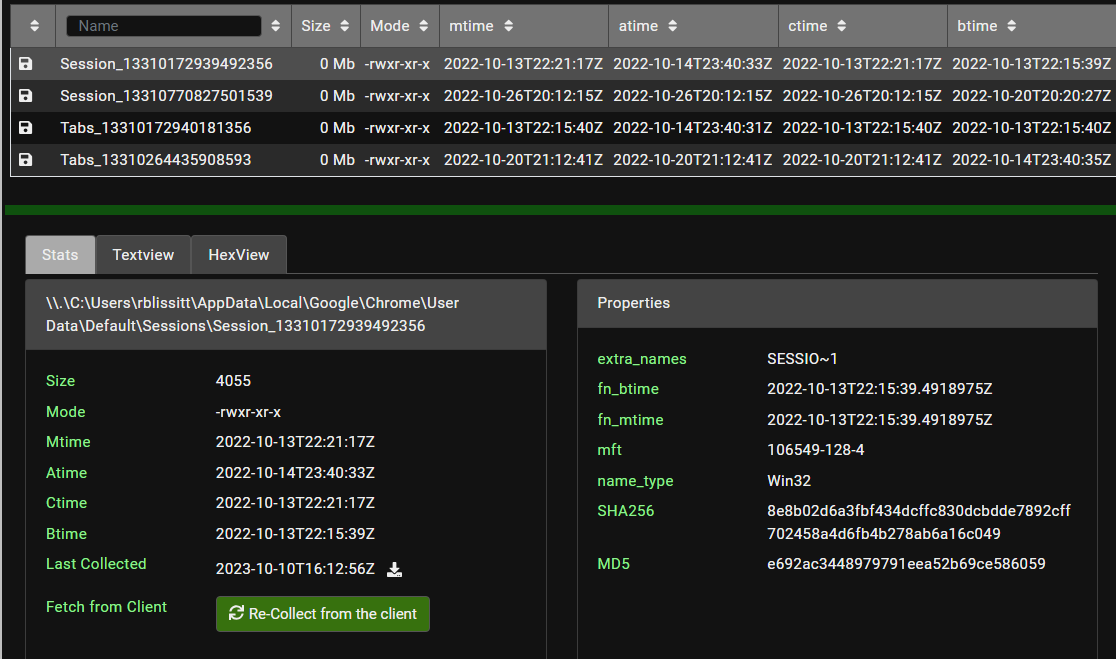 Name Size Mode mtime atime ctime btime
Session_13310172939492356 0 Mb -rwxr-xr-x 2022-10-13T22:21:17Z 2022-10-14T23:40:33Z 2022-10-13T22:21:17Z 2022-10-13T22:15:39Z
Session_13310770827501539 0 Mb -rwxr-xr-x 2022-10-26T20:12:15Z 2022-10-26T20:12:15Z 2022-10-26T20:12:15Z 2022-10-20T20:20:27Z
Tabs_13310172940181356 0 Mb -rwxr-xr-x 2022-10-13T22:15:40Z 2022-10-14T23:40:31Z 2022-10-13T22:15:40Z 2022-10-13T22:15:40Z
Tabs_13310264435908593 0 Mb -rwxr-xr-x 2022-10-20T21:12:41Z 2022-10-20T21:12:41Z 2022-10-20T21:12:41Z 2022-10-14T23:40:35Z
Stats Textview HexView
\\.\C:\Users\rblissitt\AppData\Local\Google\Chrome\User
Data\Default\Sessions\Session_13310172939492356
Size 4055
Mode -rwxr-xr-x
Mtime 2022-10-13T22:21:17Z
Atime 2022-10-14T23:40:33Z
Ctime 2022-10-13T22:21:17Z
Btime 2022-10-13T22:15:39Z
Last Collected 2023-10-10T16:12:56Z
Fetch from Client Re-Collect from the client
Properties
extra_names SESSIO~1
fn_btime 2022-10-13T22:15:39.4918975Z
fn_mtime 2022-10-13T22:15:39.4918975Z
mft 106549-128-4
name_type Win32
SHA256 8e8b02d6a3fbf434dcffc830dcbdde7892cff
702458a4d6fb4b278ab6a16c049
MD5 e692ac3448979791eea52b69ce586059